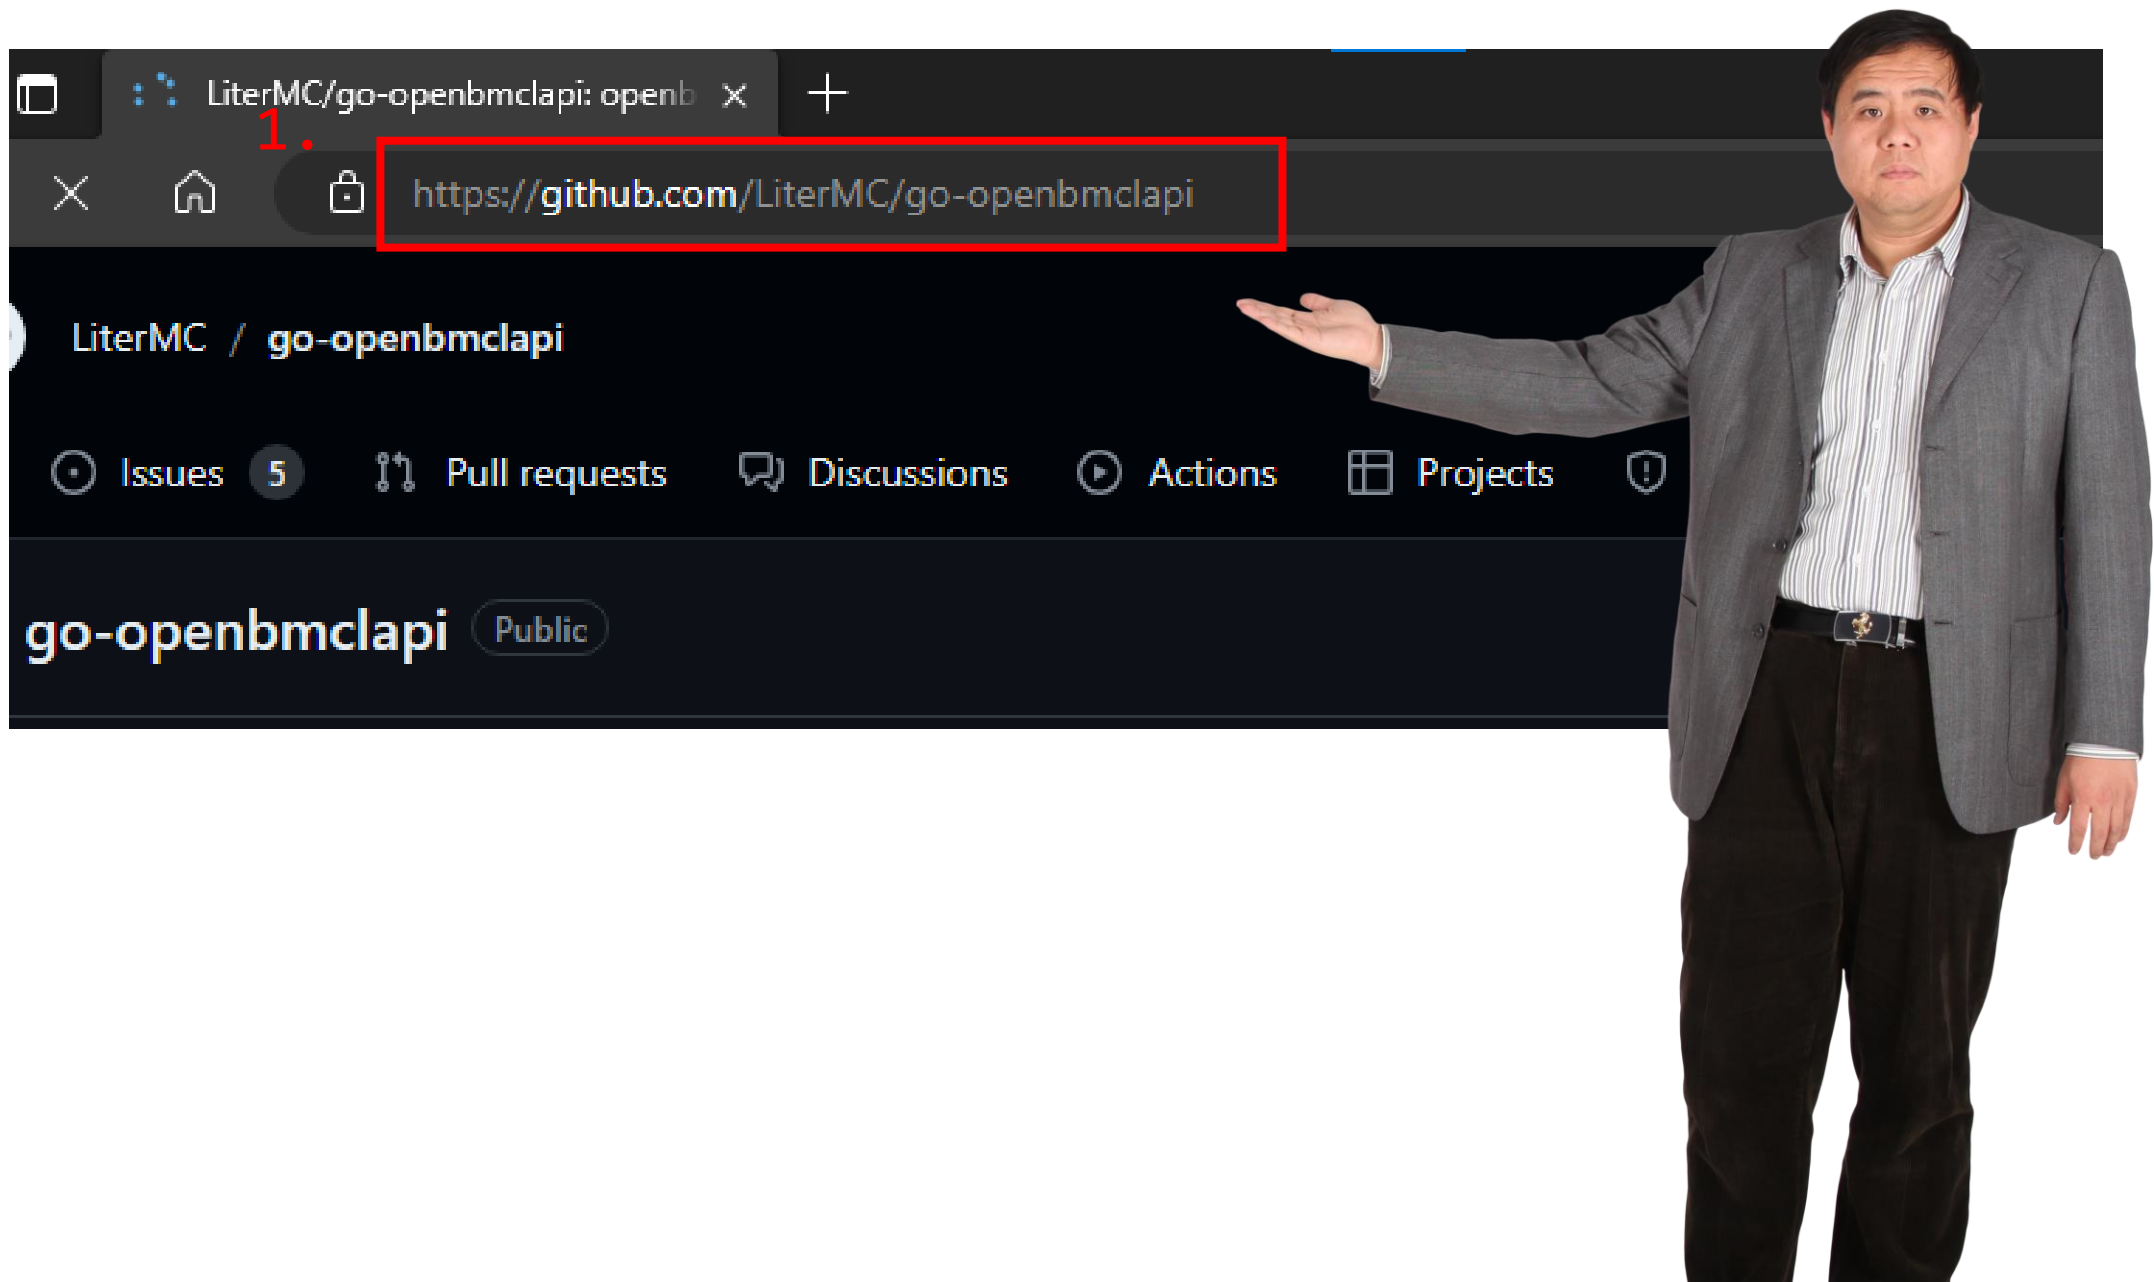 LiterMC/go-openbmclapi: openb
1.
https://github.com/LiterMC/go-openbmclapi
LiterMC / go-openbmclapi
Issues 5 Pull requests Discussions Actions Projects
go-openbmclapi Public